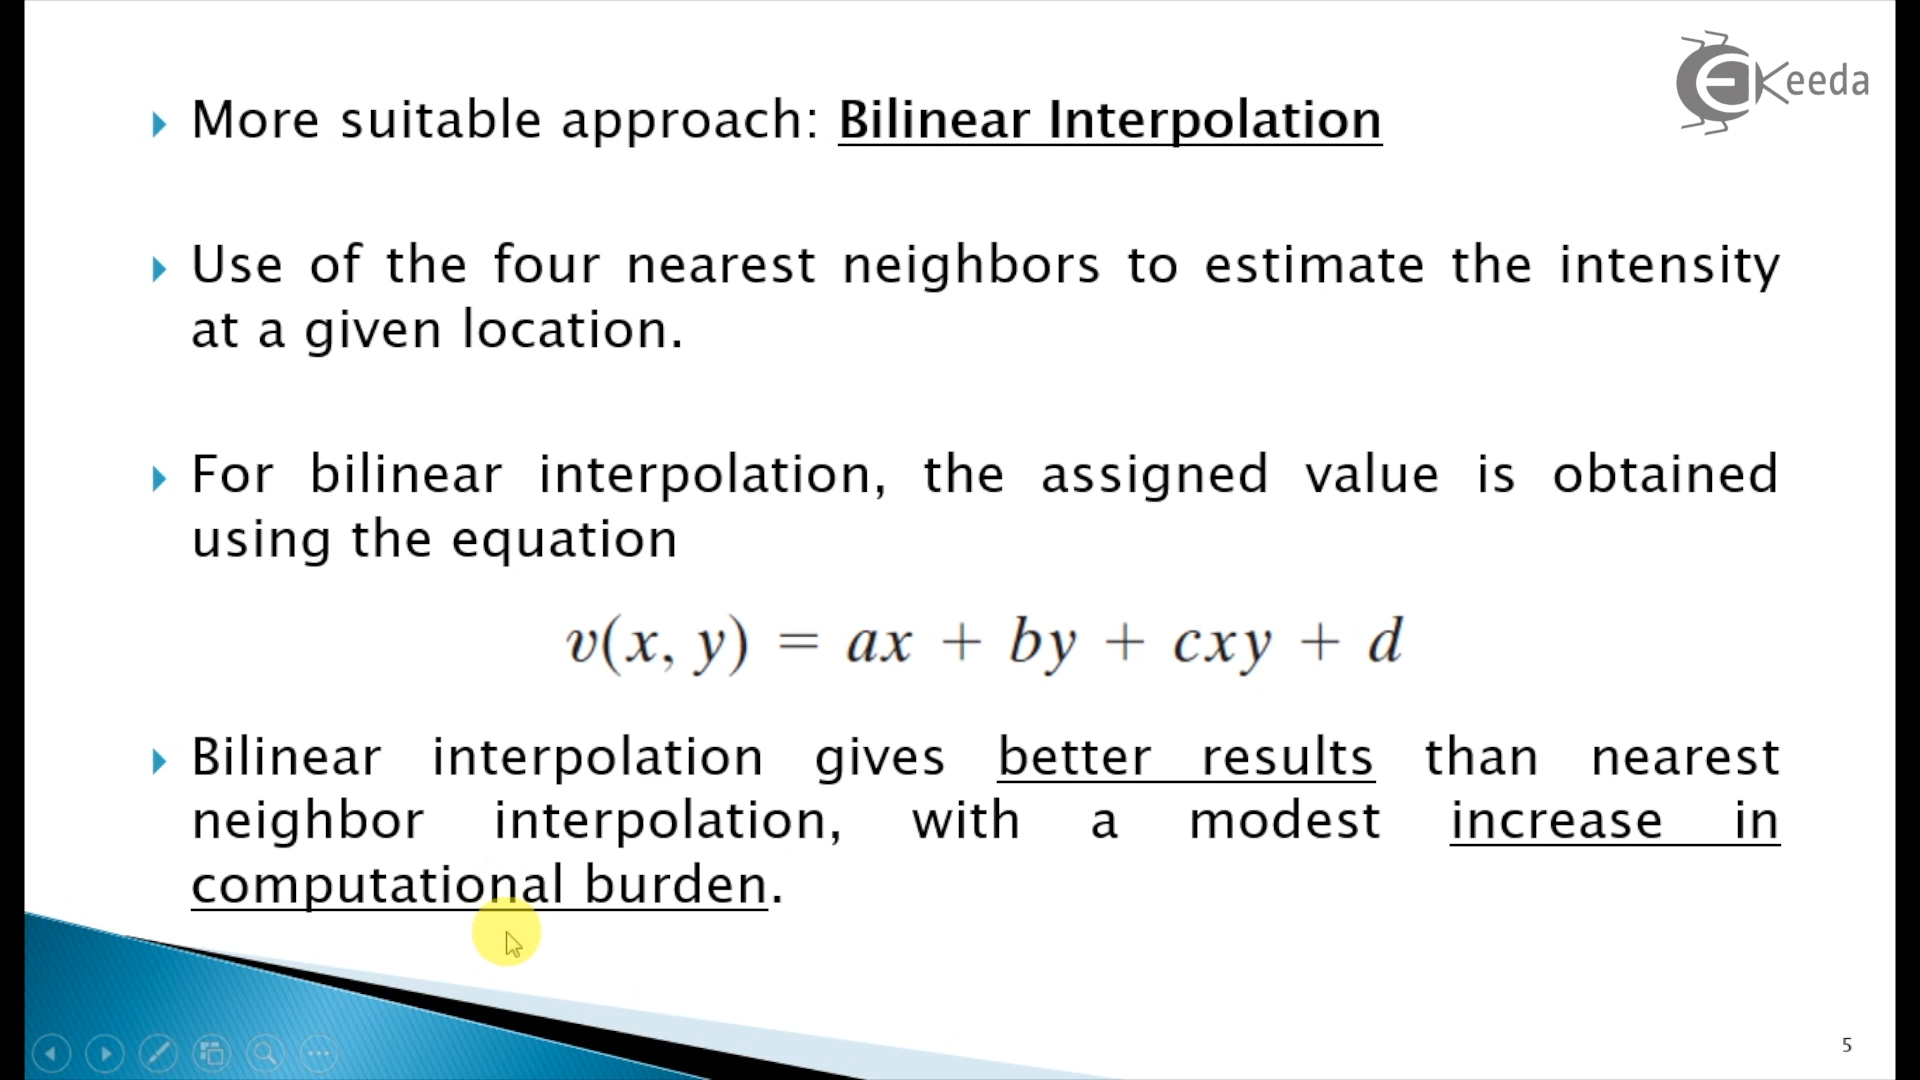 EKeeda
More suitable approach: Bilinear Interpolation
Use of the four nearest neighbors to estimate the intensity
at a given location.
For bilinear interpolation, the assigned value is obtained
using the equation
v(x, y) = ax + by + cxy + d
Bilinear interpolation gives better results than nearest
neighbor interpolation, with a modest increase in
computational burden.
5